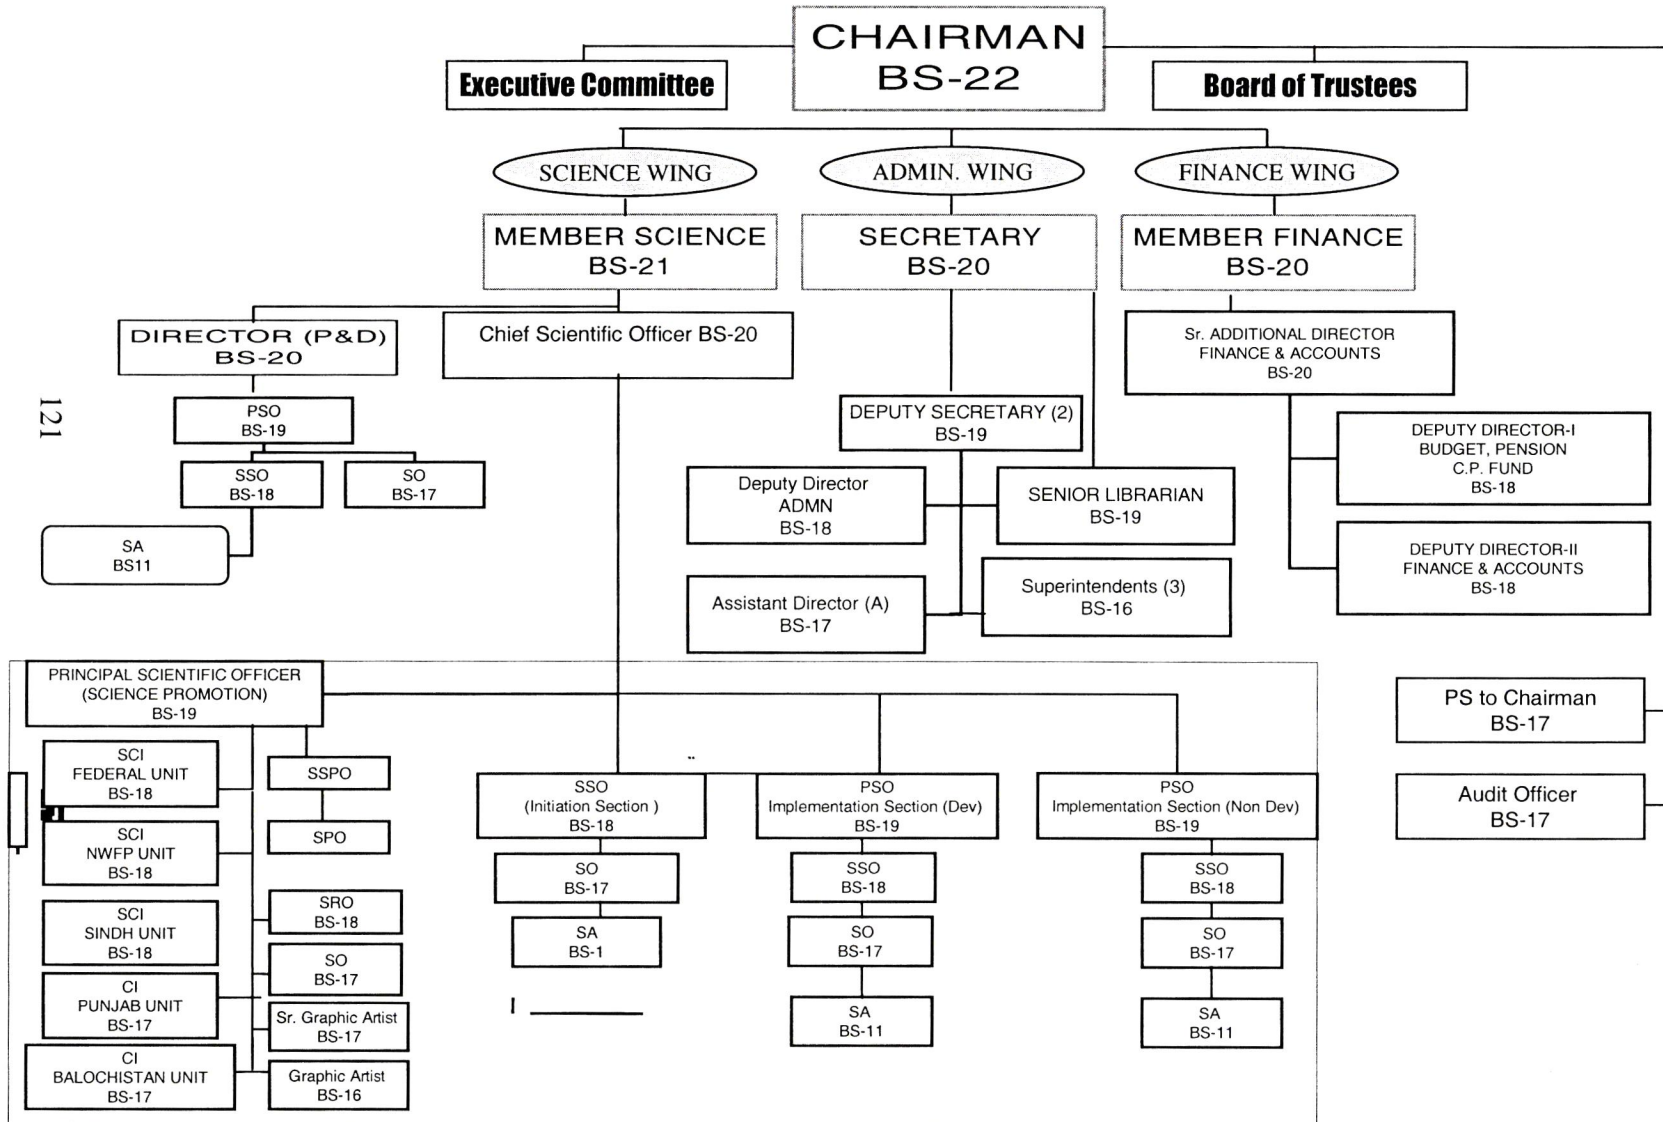 CHAIRMAN
BS-22
Executive Committee
Board of Trustees
SCIENCE WING
ADMIN. WING
FINANCE WING
MEMBER SCIENCE
BS-21
SECRETARY
BS-20
MEMBER FINANCE
BS-20
DIRECTOR (P&D)
BS-20
Chief Scientific Officer BS-20
Sr. ADDITIONAL DIRECTOR
FINANCE & ACCOUNTS
BS-20
121
PSO
BS-19
SSO
BS-18
SO
BS-17
SA
BS11
DEPUTY SECRETARY (2)
BS-19
Deputy Director
ADMN
BS-18
SENIOR LIBRARIAN
BS-19
Assistant Director (A)
BS-17
Superintendents (3)
BS-16
DEPUTY DIRECTOR-I
BUDGET, PENSION
C.P. FUND
BS-18
DEPUTY DIRECTOR-II
FINANCE & ACCOUNTS
BS-18
PRINCIPAL SCIENTIFIC OFFICER
(SCIENCE PROMOTION)
BS-19
SCI
FEDERAL UNIT
BS-18
SCI
NWFP UNIT
BS-18
SCI
SINDH UNIT
BS-18
CI
PUNJAB UNIT
BS-17
CI
BALOCHISTAN UNIT
BS-17
SSPO
SPO
SRO
BS-18
SO
BS-17
Sr. Graphic Artist
BS-17
Graphic Artist
BS-16
SSO
(Initiation Section )
BS-18
SO
BS-17
SA
BS-1
PSO
Implementation Section (Dev)
BS-19
SSO
BS-18
SO
BS-17
SA
BS-11
PSO
Implementation Section (Non Dev)
BS-19
SSO
BS-18
SO
BS-17
SA
BS-11
PS to Chairman
BS-17
Audit Officer
BS-17